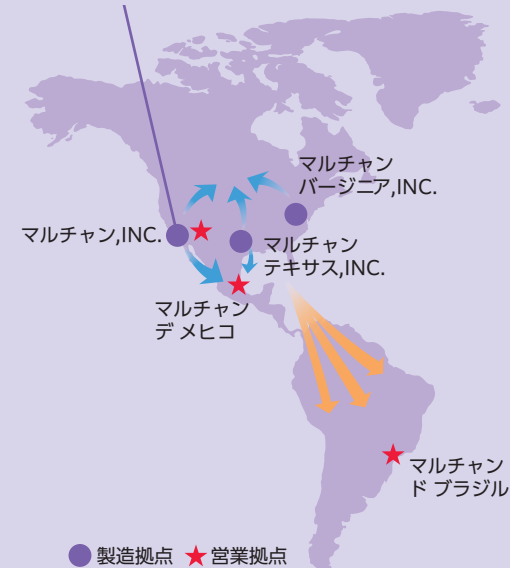 マルチャン
バージニア,INC.
マルチャン,INC.
マルチャン
テキサス,INC.
マルチャン
デ メヒコ
マルチャン
ド ブラジル
製造拠点 営業拠点